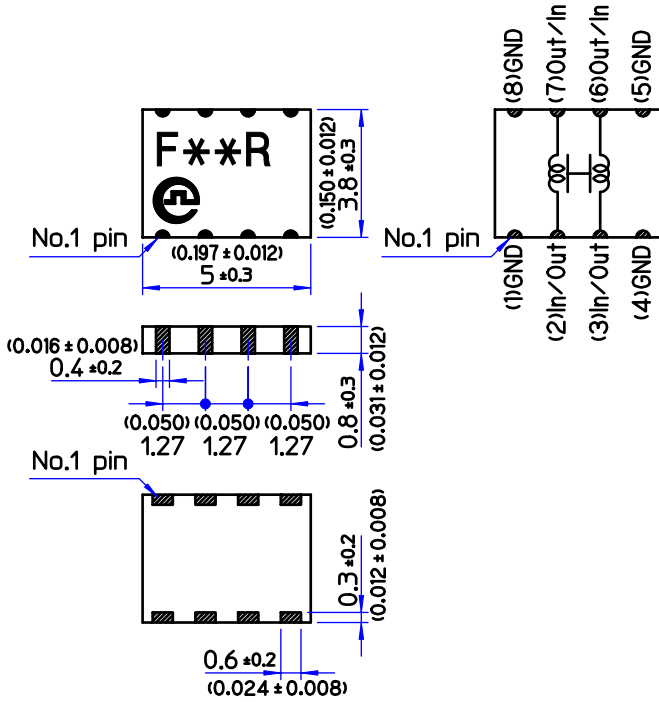 F**R
No.1 pin
(0.197±0.012)
5 ±0.3
(0.150±0.012)
3.8 ±0.3
(8)GND
(7)Out/In
(6)Out/In
(5)GND
No.1 pin
(1)GND
(2)In/Out
(3)In/Out
(4)GND
(0.016±0.008)
0.4 ±0.2
(0.050) (0.050) (0.050)
1.27 1.27 1.27
0.8 ±0.3
(0.031±0.012)
No.1 pin
0.3 ±0.2
(0.012±0.008)
0.6 ±0.2
(0.024±0.008)